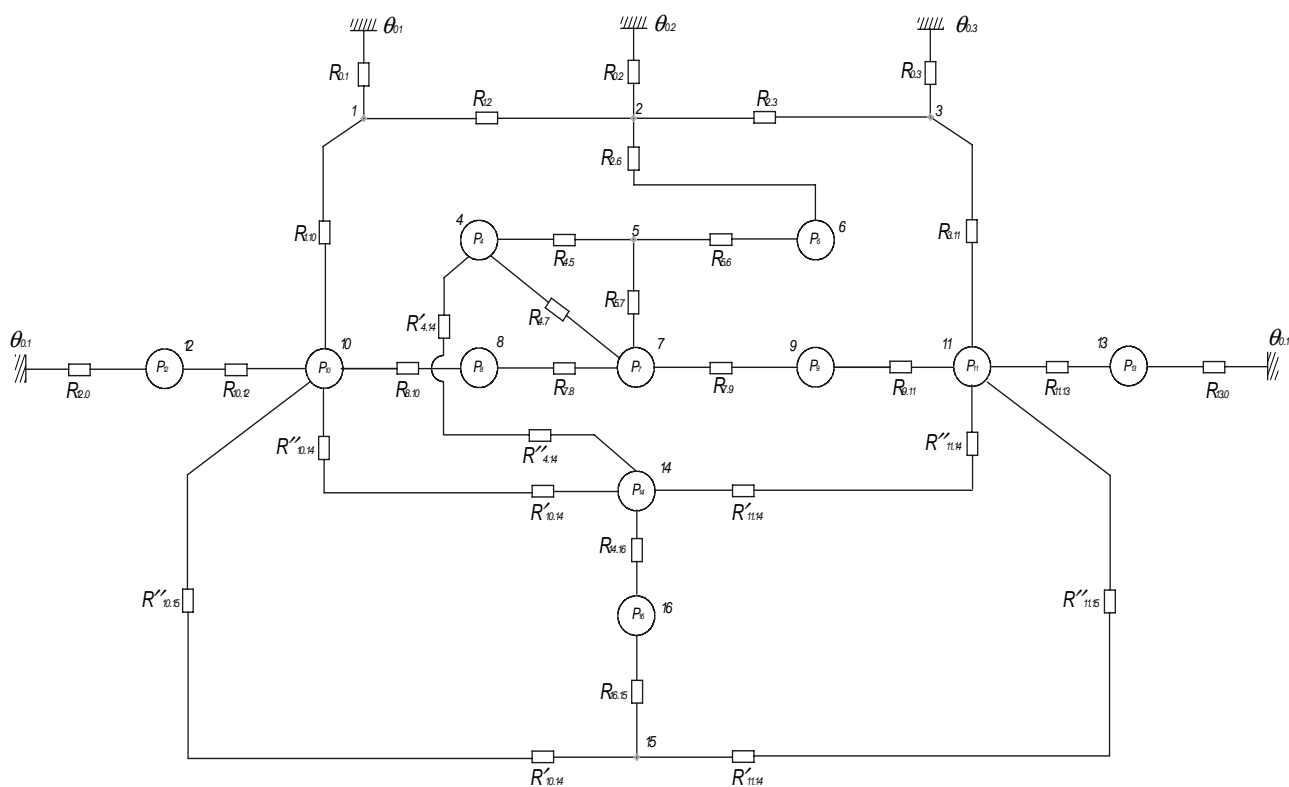 θ0.1
θ0.2
θ0.3
R0.1
R0.2
R0.3
1
R1.2
2
R2.3
3
R2.6
4
P4
5
6
P6
R1.10
R4.5
R5.6
R3.11
R'4.14
R4.7
R5.7
θ0.1
12
P12
10
P10
8
P8
7
P7
9
P9
11
P11
13
P13
θ0.1
R12.0
R10.12
R8.10
R7.8
R7.9
R9.11
R11.13
R13.0
R''10.14
R''4.14
R''11.14
14
P14
R'10.14
R'11.14
R14.16
R''10.15
P16
16
R''11.15
R16.15
15
R'10.14
R'11.14